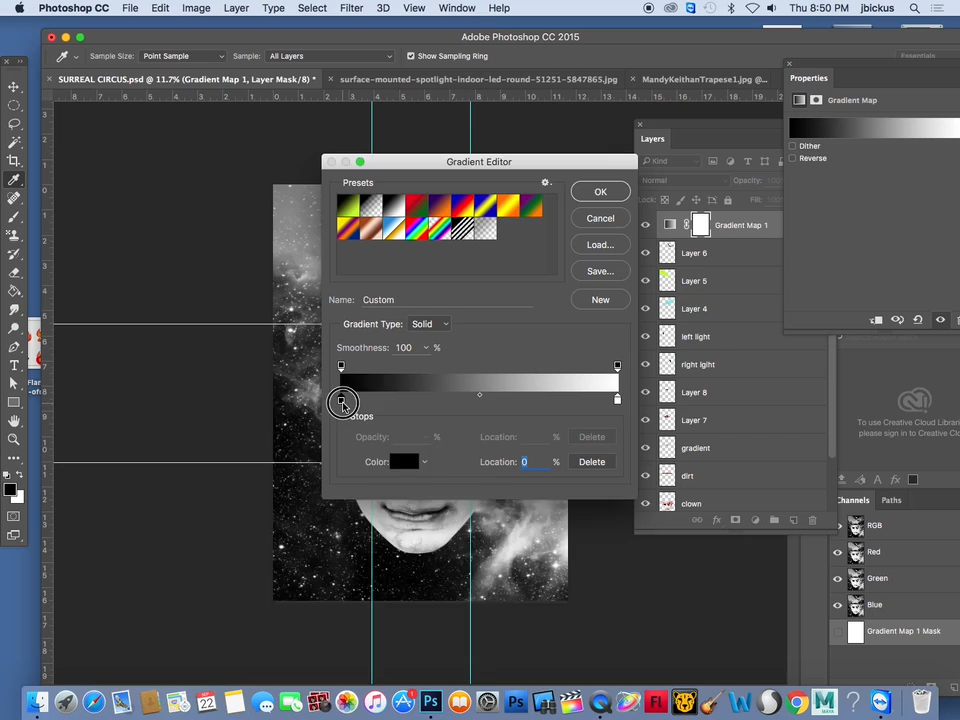 Photoshop CC File Edit Image Layer Type Select Filter 3D View Window Help Thu 8:50 PM jbickus
Adobe Photoshop CC 2015
Sample Size: Point Sample Sample: All Layers Show Sampling Ring Essentials
SURREAL CIRCUS.psd @ 11.7% (Gradient Map 1, Layer Mask/8) * surface-mounted-spotlight-indoor-led-round-51251-5847865.jpg MandyKeithanTrapese1.jpg @...
Properties
Gradient Map
Dither
Reverse
Layers
Kind
Normal Opacity:
Lock: Fill:
Gradient Map 1
Layer 6
Layer 5
Layer 4
left light
right lgiht
Layer 8
Layer 7
gradient
dirt
clown
Gradient Editor
Presets
OK
Cancel
Load...
Save...
Name: Custom New
Gradient Type: Solid
Smoothness: 100 %
Stops
Opacity: % Location: % Delete
Color: Location: 0 % Delete
To use Creative Cloud Libraries
please sign in to Creative Cloud
Channels Paths
RGB
Red
Green
Blue
Gradient Map 1 Mask